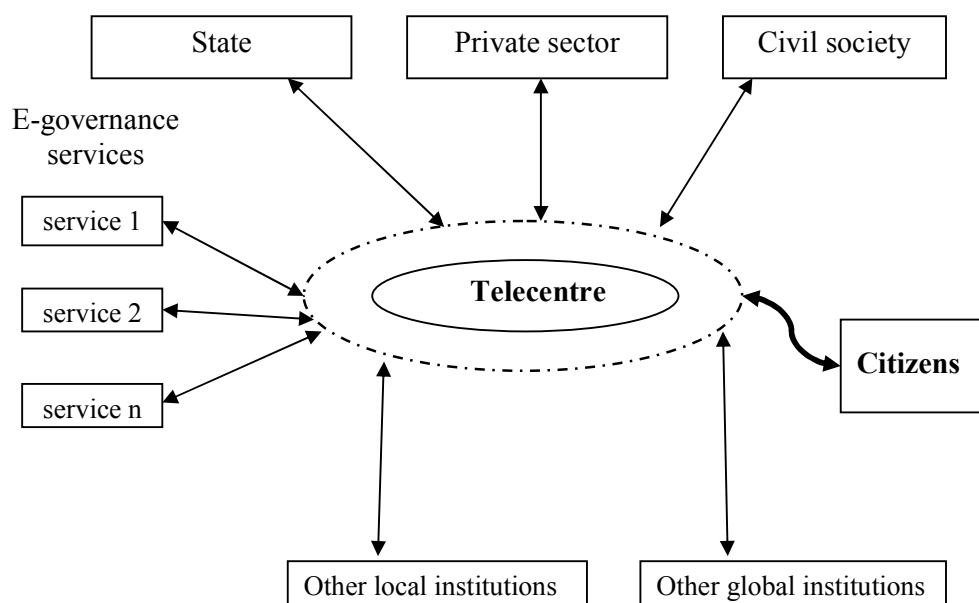 State
Private sector
Civil society
E-governance
services
service 1
service 2
service n
Telecentre
Citizens
Other local institutions
Other global institutions